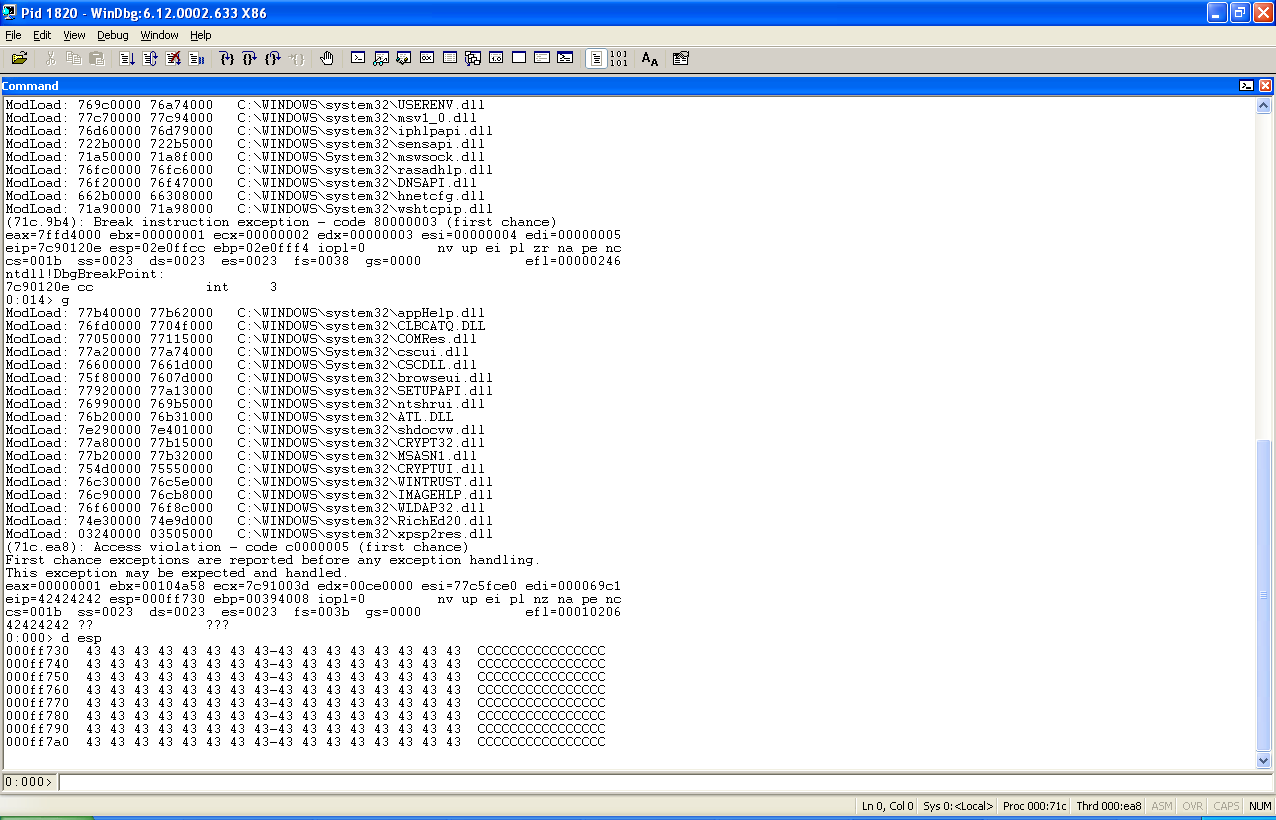 Pid 1820 - WinDbg:6.12.0002.633 X86
File Edit View Debug Window Help
Command
ModLoad: 769c0000 76a74000   C:\WINDOWS\system32\USERENV.dll
ModLoad: 77c70000 77c94000   C:\WINDOWS\system32\msv1_0.dll
ModLoad: 76d60000 76d79000   C:\WINDOWS\system32\iphlpapi.dll
ModLoad: 722b0000 722b5000   C:\WINDOWS\system32\sensapi.dll
ModLoad: 71a50000 71a8f000   C:\WINDOWS\System32\mswsock.dll
ModLoad: 76fc0000 76fc6000   C:\WINDOWS\system32\rasadhlp.dll
ModLoad: 76f20000 76f47000   C:\WINDOWS\system32\DNSAPI.dll
ModLoad: 662b0000 66308000   C:\WINDOWS\system32\hnetcfg.dll
ModLoad: 71a90000 71a98000   C:\WINDOWS\System32\wshtcpip.dll
(71c.9b4): Break instruction exception - code 80000003 (first chance)
eax=7ffd4000 ebx=00000001 ecx=00000002 edx=00000003 esi=00000004 edi=00000005
eip=7c90120e esp=02e0ffcc ebp=02e0fff4 iopl=0         nv up ei pl zr na pe nc
cs=001b  ss=0023  ds=0023  es=0023  fs=0038  gs=0000             efl=00000246
ntdll!DbgBreakPoint:
7c90120e cc              int     3
0:014> g
ModLoad: 77b40000 77b62000   C:\WINDOWS\system32\appHelp.dll
ModLoad: 76fd0000 7704f000   C:\WINDOWS\system32\CLBCATQ.DLL
ModLoad: 77050000 77115000   C:\WINDOWS\system32\COMRes.dll
ModLoad: 77a20000 77a74000   C:\WINDOWS\System32\cscui.dll
ModLoad: 76600000 7661d000   C:\WINDOWS\System32\CSCDLL.dll
ModLoad: 75f80000 7607d000   C:\WINDOWS\system32\browseui.dll
ModLoad: 77920000 77a13000   C:\WINDOWS\system32\SETUPAPI.dll
ModLoad: 76990000 769b5000   C:\WINDOWS\system32\ntshrui.dll
ModLoad: 76b20000 76b31000   C:\WINDOWS\system32\ATL.DLL
ModLoad: 7e290000 7e401000   C:\WINDOWS\system32\shdocvw.dll
ModLoad: 77a80000 77b15000   C:\WINDOWS\system32\CRYPT32.dll
ModLoad: 77b20000 77b32000   C:\WINDOWS\system32\MSASN1.dll
ModLoad: 754d0000 75550000   C:\WINDOWS\system32\CRYPTUI.dll
ModLoad: 76c30000 76c5e000   C:\WINDOWS\system32\WINTRUST.dll
ModLoad: 76c90000 76cb8000   C:\WINDOWS\system32\IMAGEHLP.dll
ModLoad: 76f60000 76f8c000   C:\WINDOWS\system32\WLDAP32.dll
ModLoad: 74e30000 74e9d000   C:\WINDOWS\system32\RichEd20.dll
ModLoad: 03240000 03505000   C:\WINDOWS\system32\xpsp2res.dll
(71c.ea8): Access violation - code c0000005 (first chance)
First chance exceptions are reported before any exception handling.
This exception may be expected and handled.
eax=00000001 ebx=00104a58 ecx=7c91003d edx=00ce0000 esi=77c5fce0 edi=000069c1
eip=42424242 esp=000ff730 ebp=00394008 iopl=0         nv up ei pl nz na pe nc
cs=001b  ss=0023  ds=0023  es=0023  fs=003b  gs=0000             efl=00010206
42424242 ??              ???
0:000> d esp
000ff730  43 43 43 43 43 43 43 43-43 43 43 43 43 43 43 43  CCCCCCCCCCCCCCCC
000ff740  43 43 43 43 43 43 43 43-43 43 43 43 43 43 43 43  CCCCCCCCCCCCCCCC
000ff750  43 43 43 43 43 43 43 43-43 43 43 43 43 43 43 43  CCCCCCCCCCCCCCCC
000ff760  43 43 43 43 43 43 43 43-43 43 43 43 43 43 43 43  CCCCCCCCCCCCCCCC
000ff770  43 43 43 43 43 43 43 43-43 43 43 43 43 43 43 43  CCCCCCCCCCCCCCCC
000ff780  43 43 43 43 43 43 43 43-43 43 43 43 43 43 43 43  CCCCCCCCCCCCCCCC
000ff790  43 43 43 43 43 43 43 43-43 43 43 43 43 43 43 43  CCCCCCCCCCCCCCCC
000ff7a0  43 43 43 43 43 43 43 43-43 43 43 43 43 43 43 43  CCCCCCCCCCCCCCCC
0:000>
Ln 0, Col 0 Sys 0:<Local> Proc 000:71c Thrd 000:ea8 ASM OVR CAPS NUM